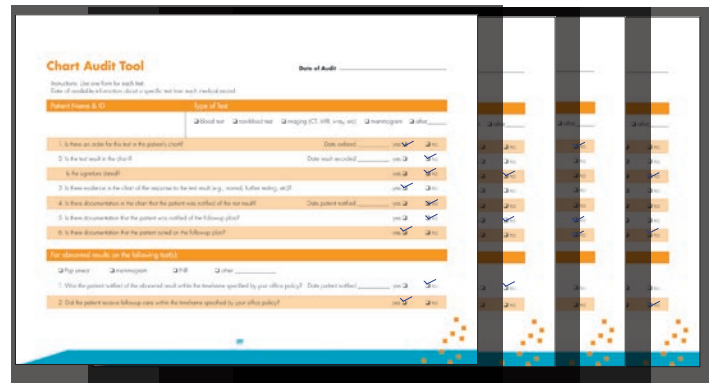 Chart Audit Tool
Date of Audit
Instructions: Use one form for each test.
Date of available information about a specific test from each medical record.
Patient Name & ID Type of Test
blood test nonblood test imaging (CT, MRI, x-ray, etc) mammogram other
1. Is there an order for this test in the patient's chart? Date ordered yes no
2. Is the test result in the chart? Date result recorded yes no
Is the signature dated? yes no
3. Is there evidence in the chart of the response to the test result (e.g., normal, further testing, etc)? yes no
4. Is there documentation in the chart that the patient was notified of the test result? Date patient notified yes no
5. Is there documentation that the patient was notified of the followup plan? yes no
6. Is there documentation that the patient acted on the followup plan? yes no
For abnormal results on the following test(s):
Pap smear mammogram INR other
1. Was the patient notified of the abnormal result within the timeframe specified by your office policy? Date patient notified yes no
2. Did the patient receive followup care within the timeframe specified by your office policy? yes no